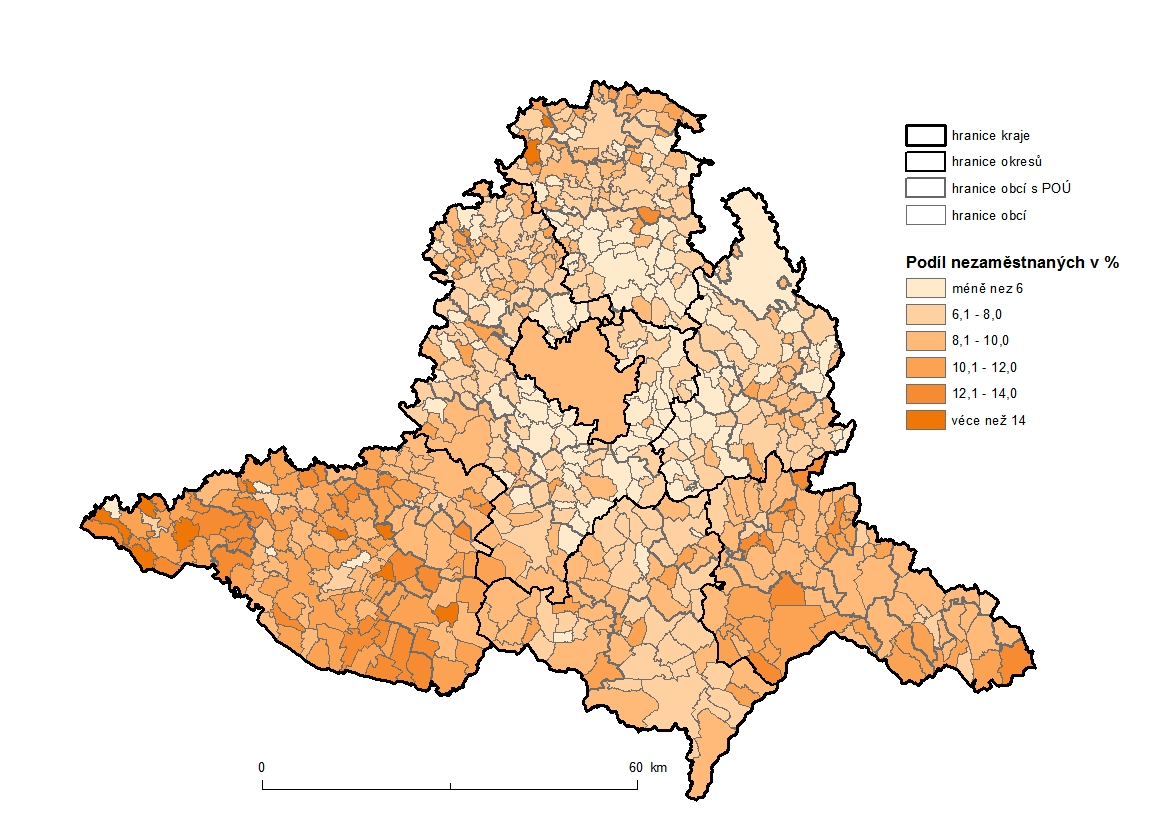 hranice kraje
hranice okresů
hranice obcí s POÚ
hranice obcí
Podíl nezaměstnaných v %
méně nez 6
6,1 - 8,0
8,1 - 10,0
10,1 - 12,0
12,1 - 14,0
véce než 14
0 60 km